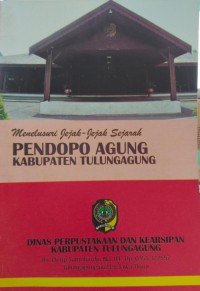 Menelusuri Jejak-Jejak Sejarah
PENDOPO AGUNG
KABUPATEN TULUNGAGUNG
DINAS PERPUSTAKAAN DAN KEARSIPAN
KABUPATEN TULUNGAGUNG